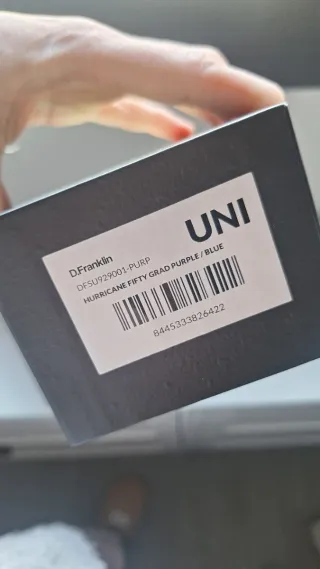 D.Franklin
UNI
DFSU929001-PURP
HURRICANE FIFTY GRAD PURPLE / BLUE
8445333826422